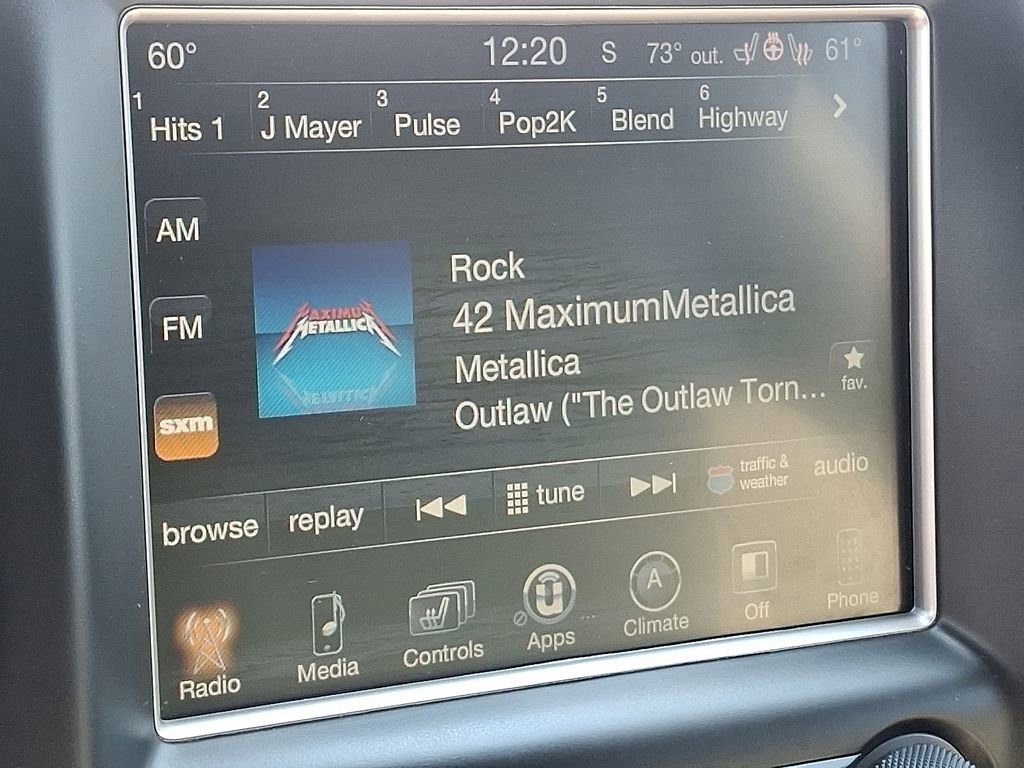 60° 12:20 S 73° out. 61°
1 2 3 4 5 6
Hits 1 J Mayer Pulse Pop2K Blend Highway
AM
FM
sxm
MAXIMUM
METALLICA
Rock
42 MaximumMetallica
Metallica
Outlaw ("The Outlaw Torn...
fav.
browse replay tune traffic & weather audio
Radio Media Controls Apps Climate Off Phone
A